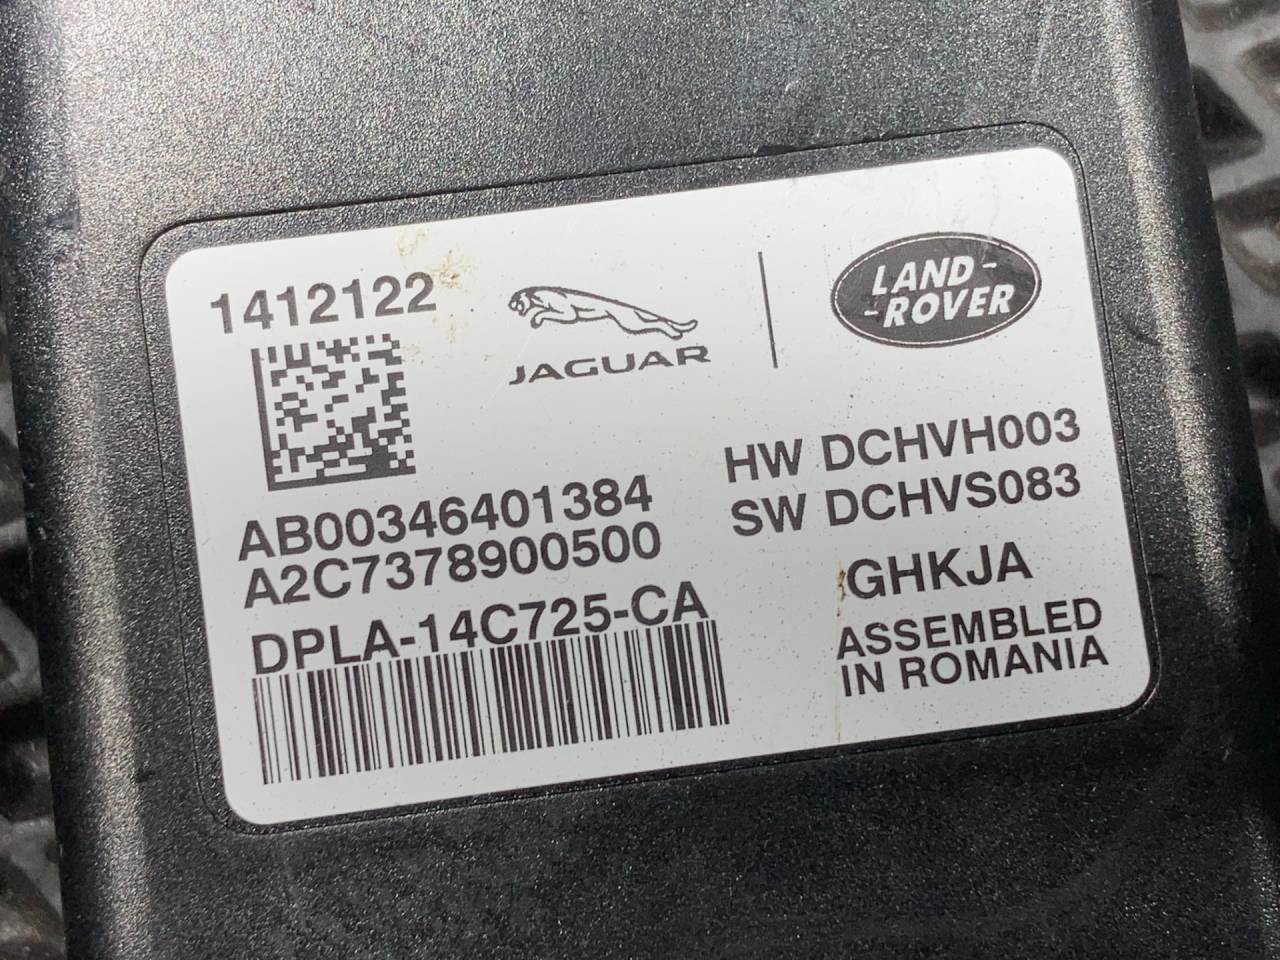 1412122
JAGUAR
LAND-
-ROVER
AB00346401384
A2C7378900500
DPLA-14C725-CA
HW DCHVH003
SW DCHVS083
GHKJA
ASSEMBLED
IN ROMANIA